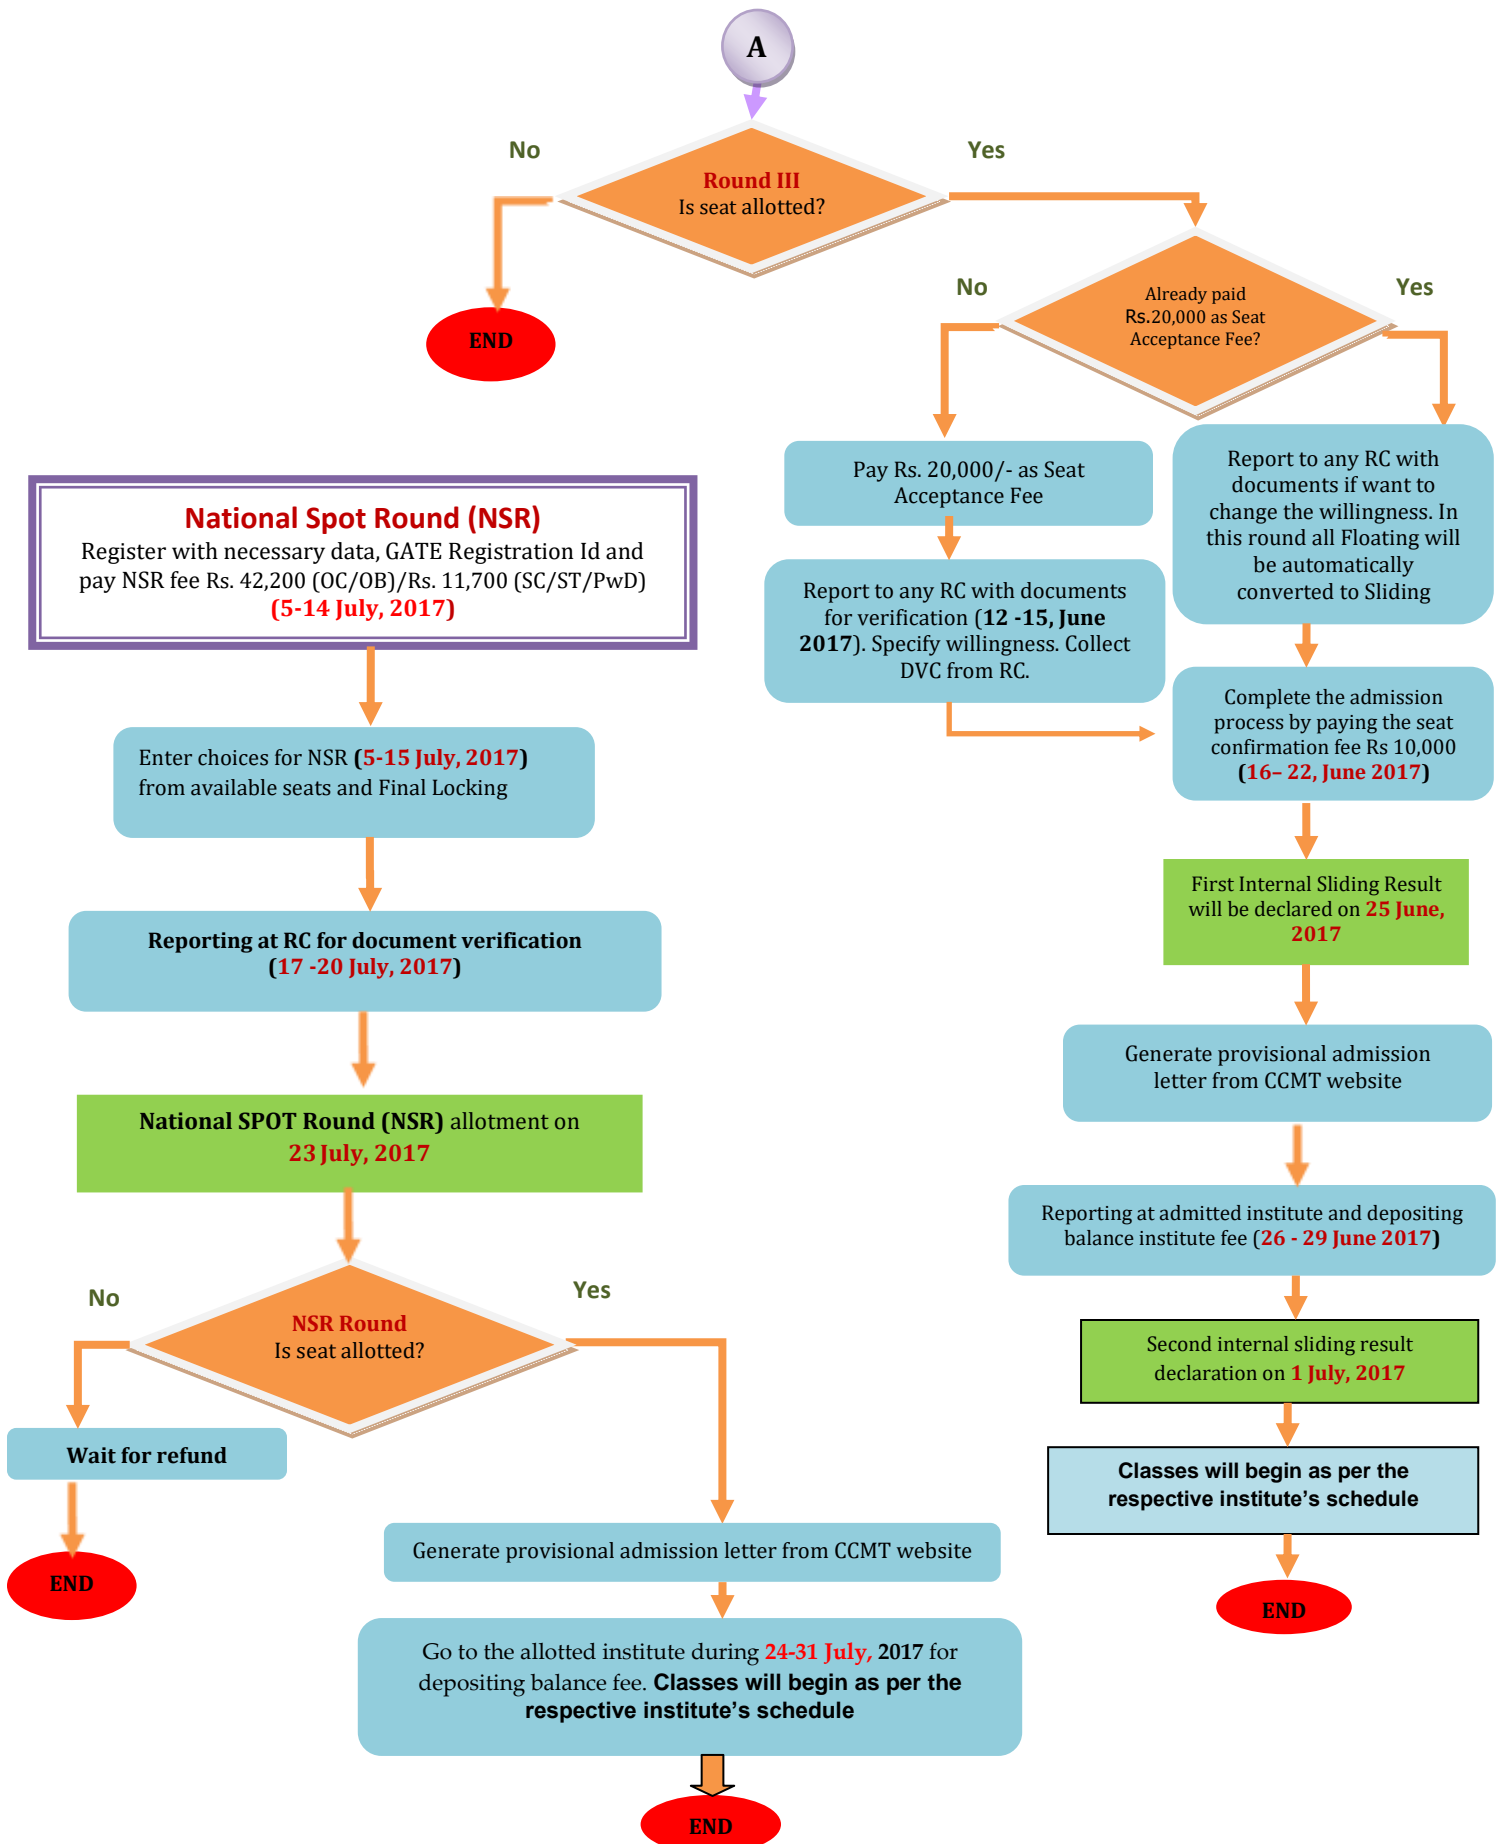 A
No
Yes
Round III
Is seat allotted?
END
No
Yes
Already paid
Rs.20,000 as Seat
Acceptance Fee?
Pay Rs. 20,000/- as Seat
Acceptance Fee
Report to any RC with documents
for verification (12 -15, June
2017). Specify willingness. Collect
DVC from RC.
Report to any RC with
documents if want to
change the willingness. In
this round all Floating will
be automatically
converted to Sliding
Complete the admission
process by paying the seat
confirmation fee Rs 10,000
(16– 22, June 2017)
First Internal Sliding Result
will be declared on 25 June,
2017
Generate provisional admission
letter from CCMT website
Reporting at admitted institute and depositing
balance institute fee (26 - 29 June 2017)
Second internal sliding result
declaration on 1 July, 2017
Classes will begin as per the
respective institute’s schedule
END
National Spot Round (NSR)
Register with necessary data, GATE Registration Id and
pay NSR fee Rs. 42,200 (OC/OB)/Rs. 11,700 (SC/ST/PwD)
(5-14 July, 2017)
Enter choices for NSR (5-15 July, 2017)
from available seats and Final Locking
Reporting at RC for document verification
(17 -20 July, 2017)
National SPOT Round (NSR) allotment on
23 July, 2017
No
Yes
NSR Round
Is seat allotted?
Wait for refund
END
Generate provisional admission letter from CCMT website
Go to the allotted institute during 24-31 July, 2017 for
depositing balance fee. Classes will begin as per the
respective institute’s schedule
END